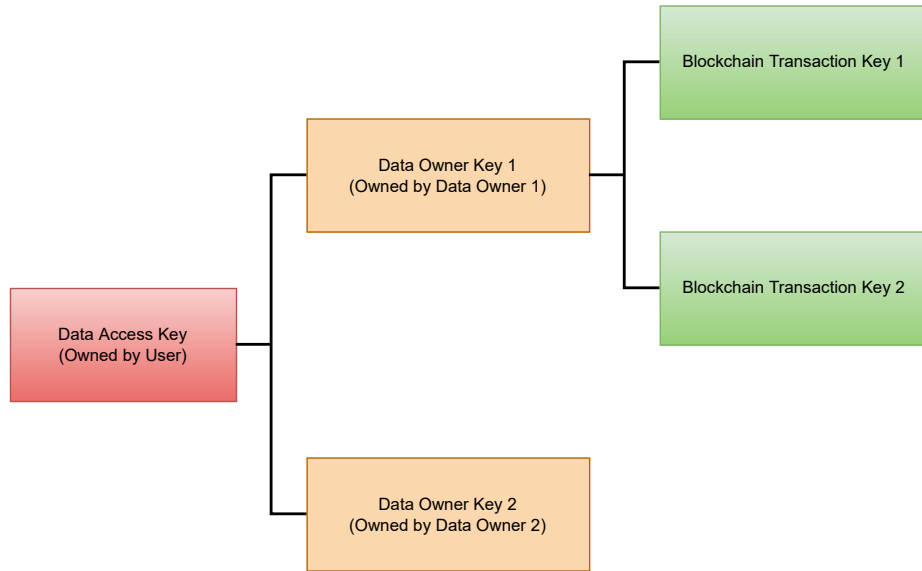 Blockchain Transaction Key 1
Data Owner Key 1
(Owned by Data Owner 1)
Blockchain Transaction Key 2
Data Access Key
(Owned by User)
Data Owner Key 2
(Owned by Data Owner 2)